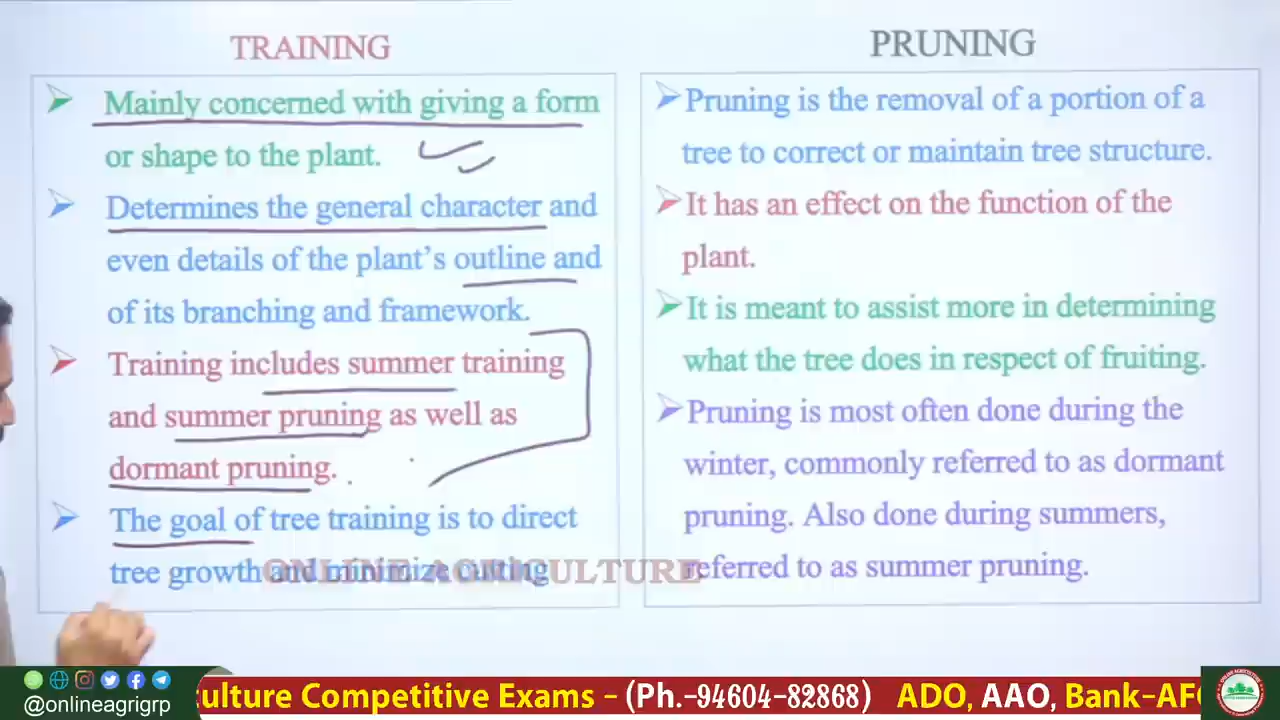 TRAINING
Mainly concerned with giving a form
or shape to the plant.
Determines the general character and
even details of the plant's outline and
of its branching and framework.
Training includes summer training
and summer pruning as well as
dormant pruning.
The goal of tree training is to direct
tree growth and minimize cutting
PRUNING
Pruning is the removal of a portion of a
tree to correct or maintain tree structure.
It has an effect on the function of the
plant.
It is meant to assist more in determining
what the tree does in respect of fruiting.
Pruning is most often done during the
winter, commonly referred to as dormant
pruning. Also done during summers,
referred to as summer pruning.
ONLINE AGRICULTURE
@onlineagrigrp
culture Competitive Exams - (Ph.-94604-82868) ADO, AAO, Bank-AF